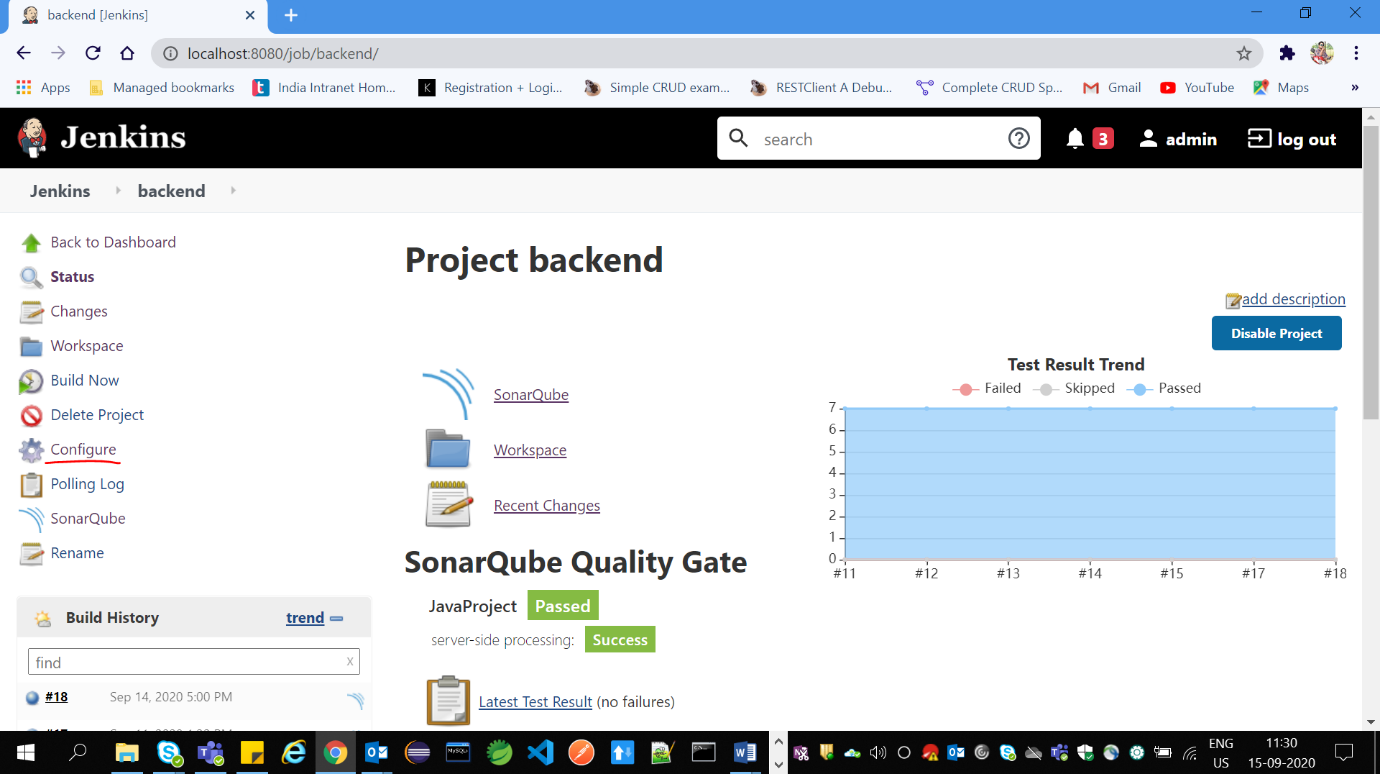 backend [Jenkins]
localhost:8080/job/backend/
Apps Managed bookmarks India Intranet Hom... Registration + Logi... Simple CRUD exam... RESTClient A Debu... Complete CRUD Sp... Gmail YouTube Maps »
Jenkins search 3 admin log out
Jenkins backend
Back to Dashboard
Status
Changes
Workspace
Build Now
Delete Project
Configure
Polling Log
SonarQube
Rename
Build History trend
find x
#18 Sep 14, 2020 5:00 PM
Project backend
add description
Disable Project
SonarQube
Workspace
Recent Changes
Test Result Trend
Failed Skipped Passed
7
6
5
4
3
2
1
0
#11 #12 #13 #14 #15 #17 #18
SonarQube Quality Gate
JavaProject Passed
server-side processing: Success
Latest Test Result (no failures)
ENG 11:30
US 15-09-2020